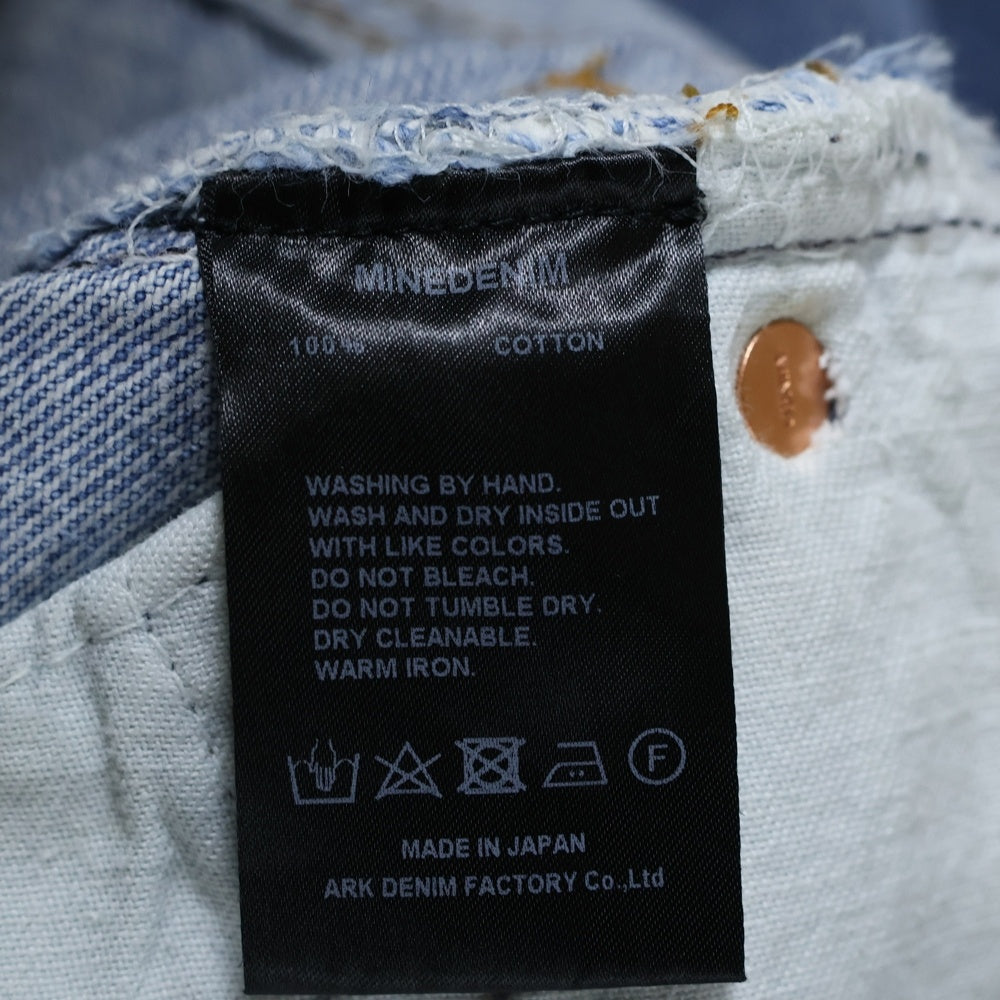 MINEDENIM
100% COTTON
WASHING BY HAND.
WASH AND DRY INSIDE OUT
WITH LIKE COLORS.
DO NOT BLEACH.
DO NOT TUMBLE DRY.
DRY CLEANABLE.
WARM IRON.
F
MADE IN JAPAN
ARK DENIM FACTORY Co.,Ltd